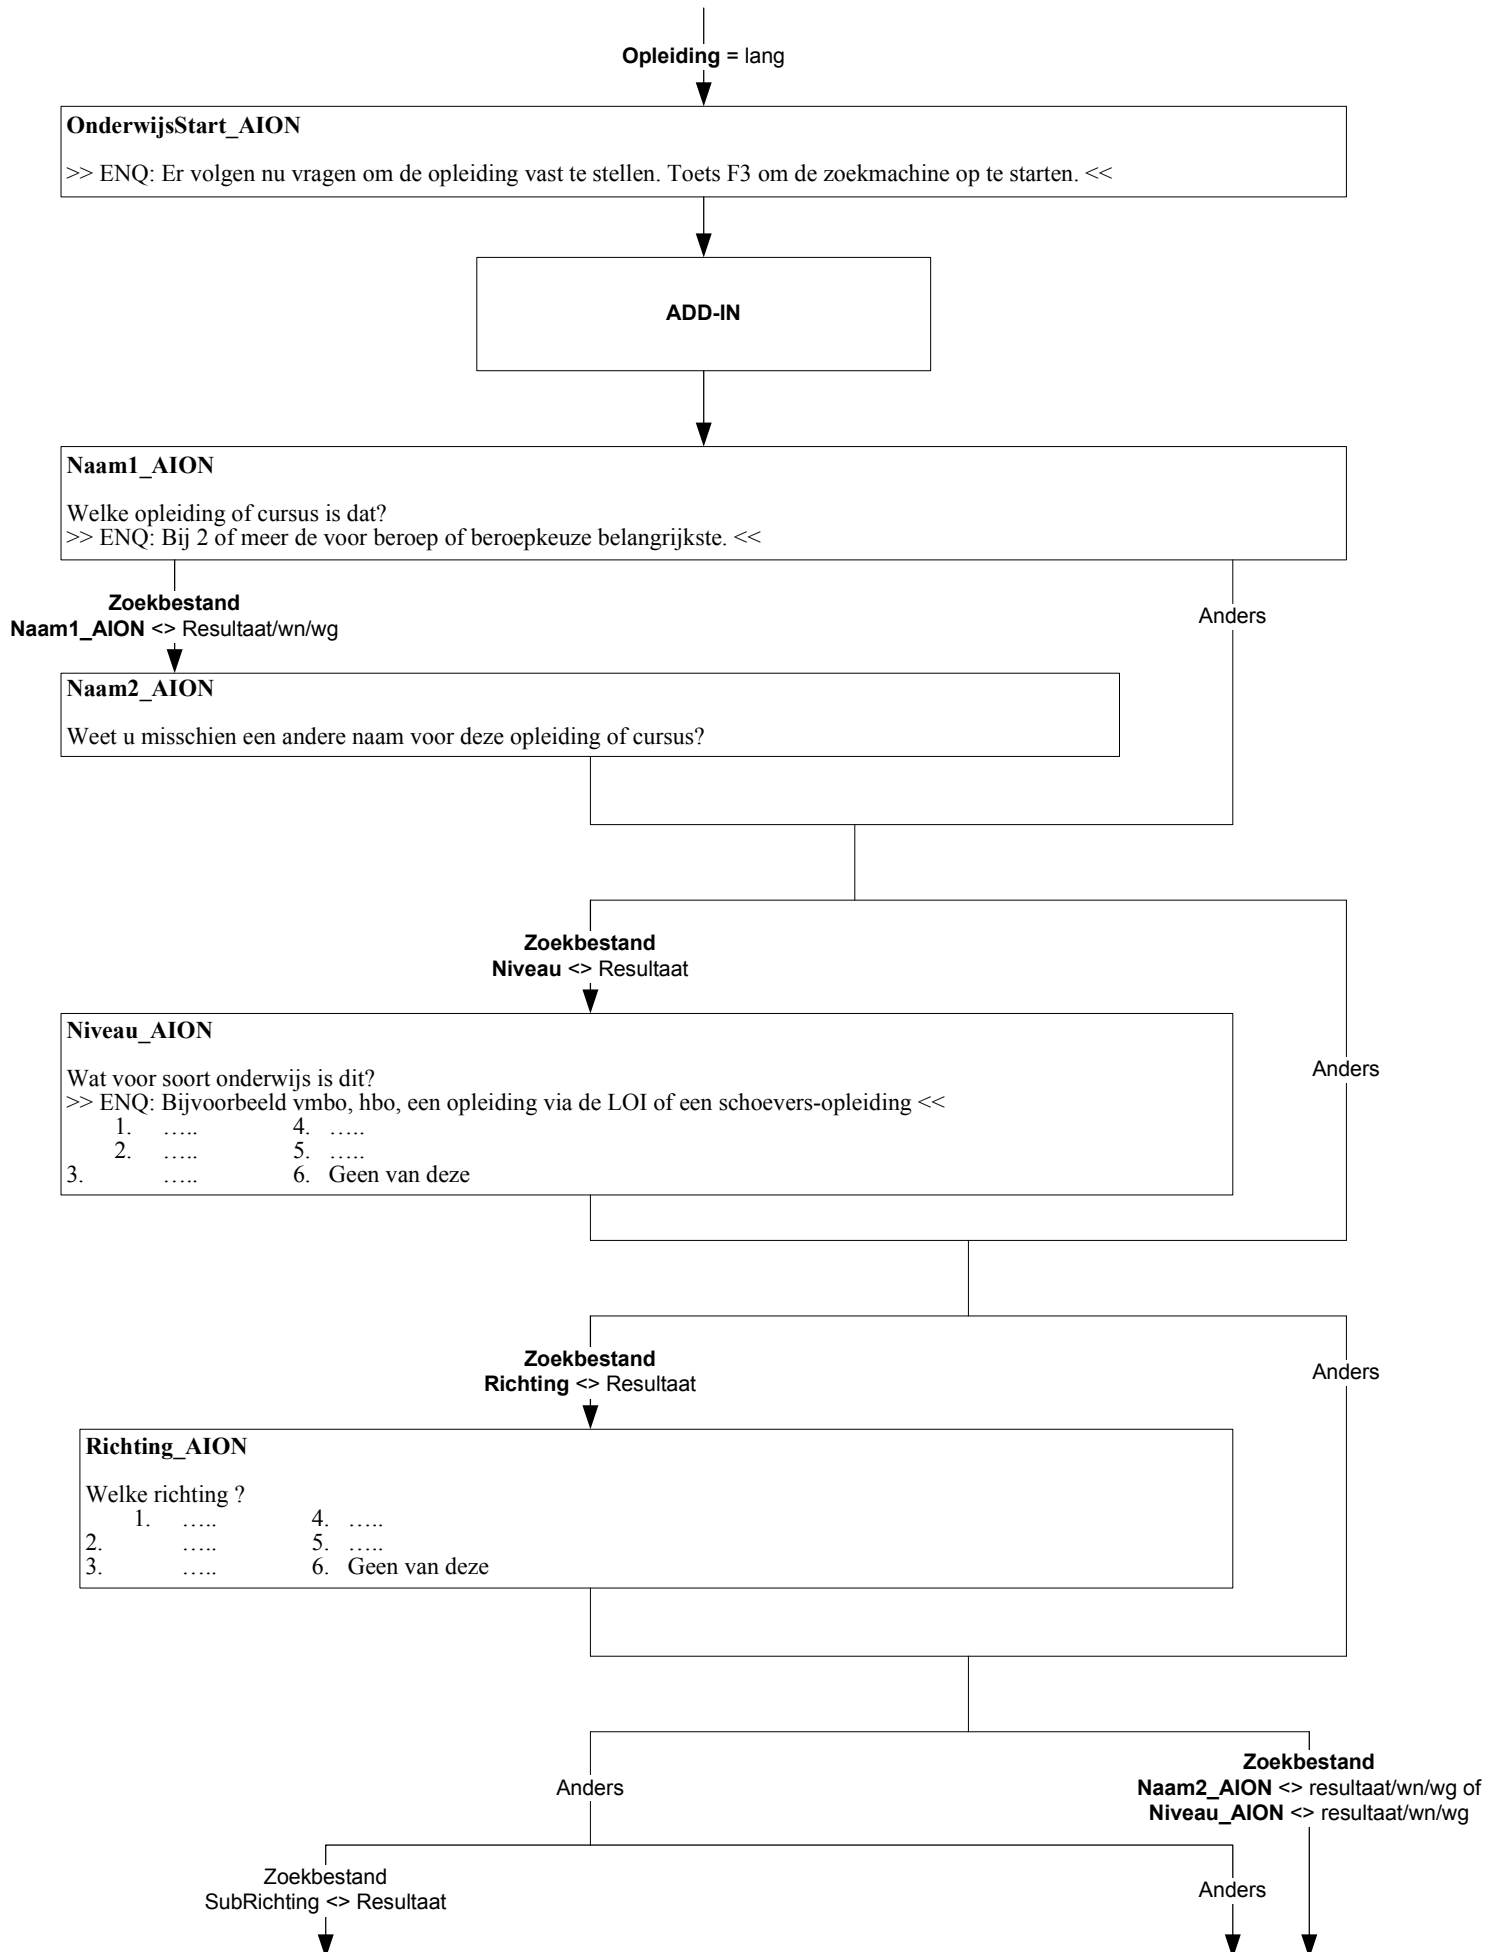 Opleiding = lang
OnderwijsStart_AION
>> ENQ: Er volgen nu vragen om de opleiding vast te stellen. Toets F3 om de zoekmachine op te starten. <<
ADD-IN
Naam1_AION
Welke opleiding of cursus is dat?
>> ENQ: Bij 2 of meer de voor beroep of beroepkeuze belangrijkste. <<
Zoekbestand
Naam1_AION <> Resultaat/wn/wg
Anders
Naam2_AION
Weet u misschien een andere naam voor deze opleiding of cursus?
Zoekbestand
Niveau <> Resultaat
Niveau_AION
Wat voor soort onderwijs is dit?
>> ENQ: Bijvoorbeeld vmbo, hbo, een opleiding via de LOI of een schoevers-opleiding <<
1. ….. 4. …..
2. ….. 5. …..
3. ….. 6. Geen van deze
Anders
Zoekbestand
Richting <> Resultaat
Anders
Richting_AION
Welke richting ?
1. ….. 4. …..
2. ….. 5. …..
3. ….. 6. Geen van deze
Anders
Zoekbestand
Naam2_AION <> resultaat/wn/wg of
Niveau_AION <> resultaat/wn/wg
Zoekbestand
SubRichting <> Resultaat
Anders